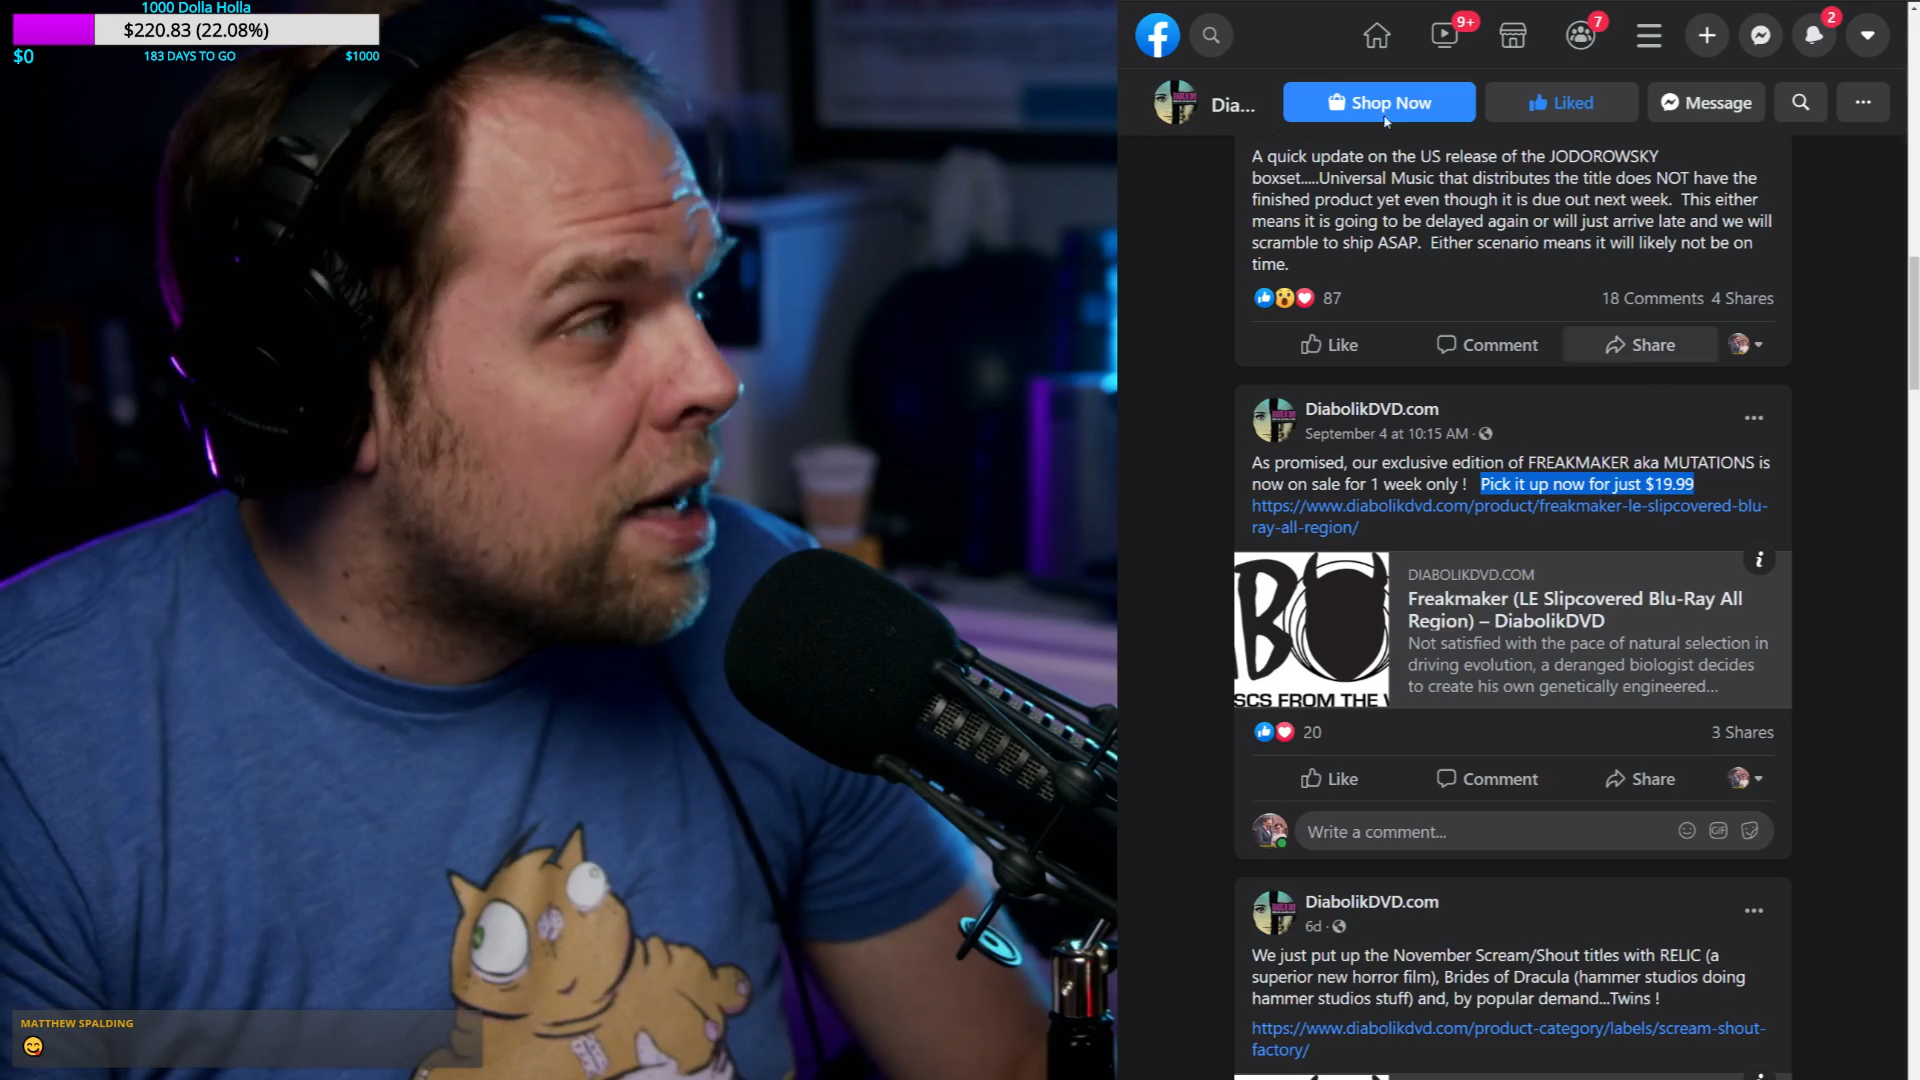 1000 Dolla Holla
$220.83 (22.08%)
$0
183 DAYS TO GO
$1000
MATTHEW SPALDING
9+
7
2
Dia...
Shop Now
Liked
Message
A quick update on the US release of the JODOROWSKY
boxset.....Universal Music that distributes the title does NOT have the
finished product yet even though it is due out next week. This either
means it is going to be delayed again or will just arrive late and we will
scramble to ship ASAP. Either scenario means it will likely not be on
time.
87
18 Comments 4 Shares
Like
Comment
Share
DiabolikDVD.com
September 4 at 10:15 AM ·
As promised, our exclusive edition of FREAKMAKER aka MUTATIONS is
now on sale for 1 week only ! Pick it up now for just $19.99
https://www.diabolikdvd.com/product/freakmaker-le-slipcovered-blu-
ray-all-region/
BO
SCS FROM THE
DIABOLIKDVD.COM
Freakmaker (LE Slipcovered Blu-Ray All
Region) – DiabolikDVD
Not satisfied with the pace of natural selection in
driving evolution, a deranged biologist decides
to create his own genetically engineered...
20
3 Shares
Like
Comment
Share
Write a comment...
GIF
DiabolikDVD.com
6d ·
We just put up the November Scream/Shout titles with RELIC (a
superior new horror film), Brides of Dracula (hammer studios doing
hammer studios stuff) and, by popular demand...Twins !
https://www.diabolikdvd.com/product-category/labels/scream-shout-
factory/